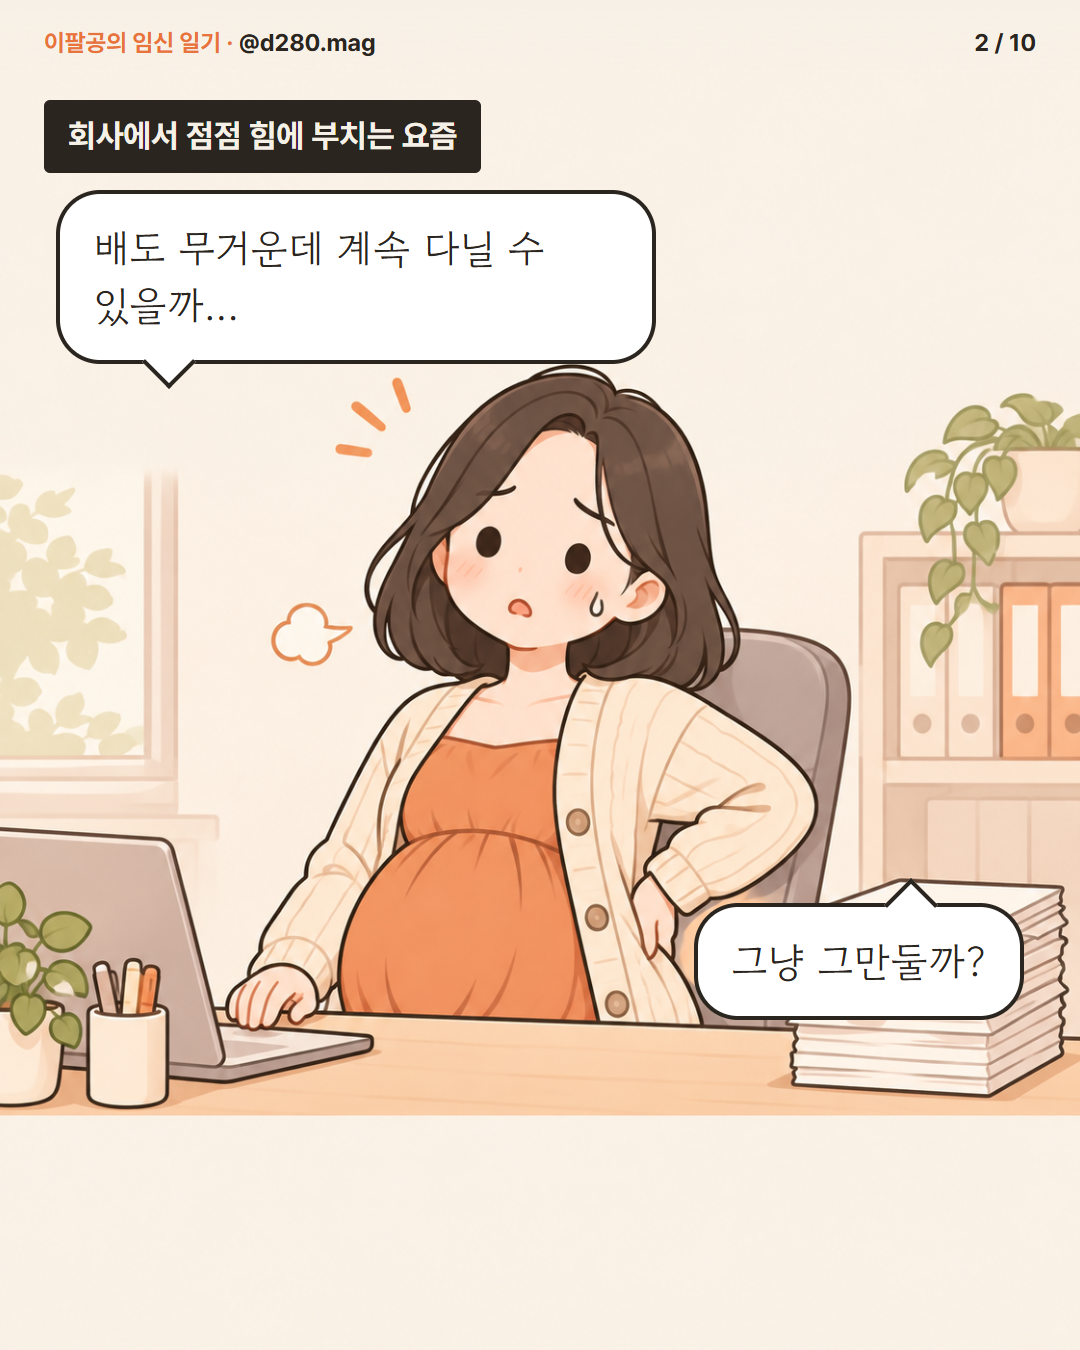 이팔공의 임신 일기 · @d280.mag
2 / 10
회사에서 점점 힘에 부치는 요즘
배도 무거운데 계속 다닐 수
있을까...
그냥 그만둘까?